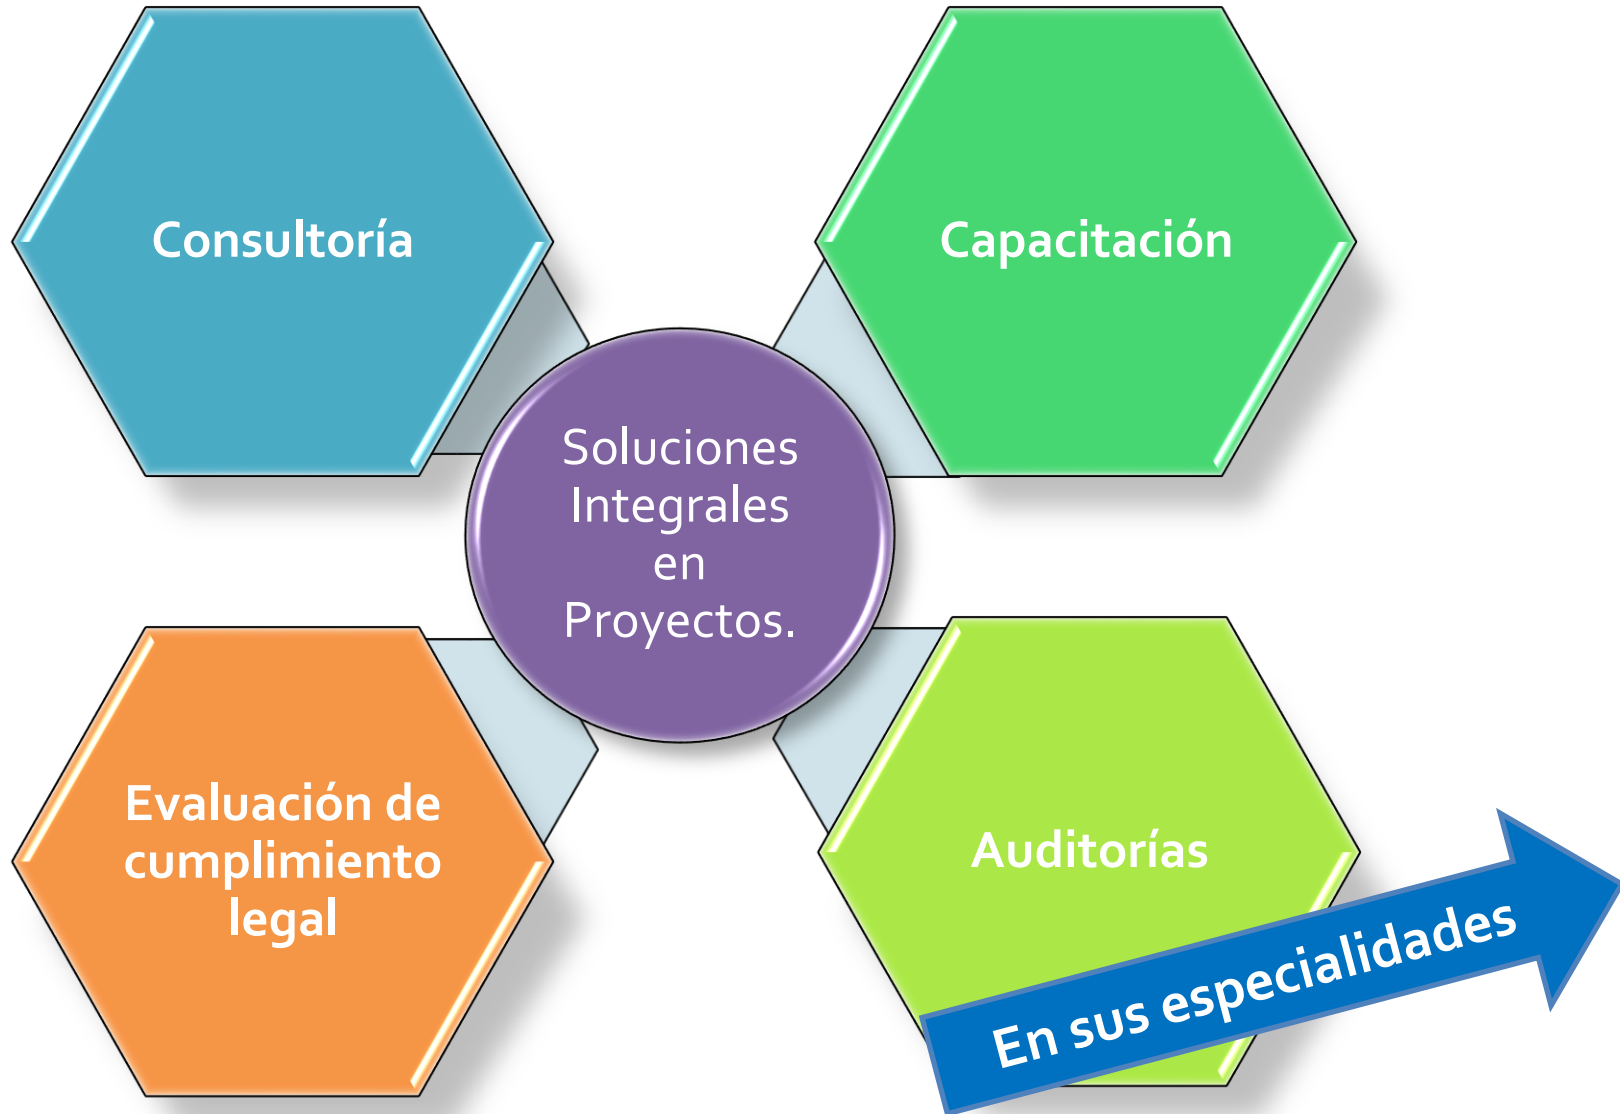 Consultoría
Capacitación
Soluciones
Integrales
en
Proyectos.
Evaluación de
cumplimiento
legal
Auditorías
En sus especialidades